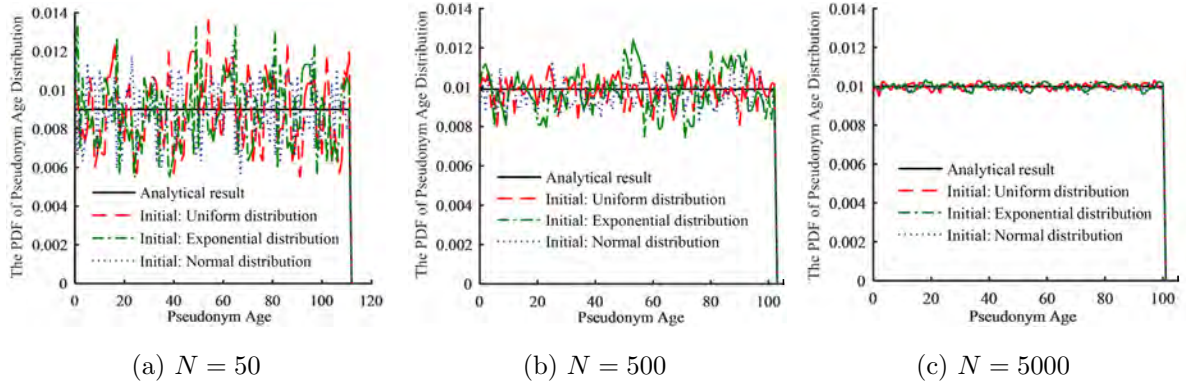 The PDF of Pseudonym Age Distribution
0.014
0.012
0.01
0.008
0.006
0.004
0.002
0
Analytical result
Initial: Uniform distribution
Initial: Exponential distribution
Initial: Normal distribution
0 20 40 60 80 100 120
Pseudonym Age
(a) N = 50
The PDF of Pseudonym Age Distribution
0.014
0.012
0.01
0.008
0.006
0.004
0.002
0
Analytical result
Initial: Uniform distribution
Initial: Exponential distribution
Initial: Normal distribution
0 20 40 60 80 100
Pseudonym Age
(b) N = 500
The PDF of Pseudonym Age Distribution
0.014
0.012
0.01
0.008
0.006
0.004
0.002
0
Analytical result
Initial: Uniform distribution
Initial: Exponential distribution
Initial: Normal distribution
0 20 40 60 80 100
Pseudonym Age
(c) N = 5000